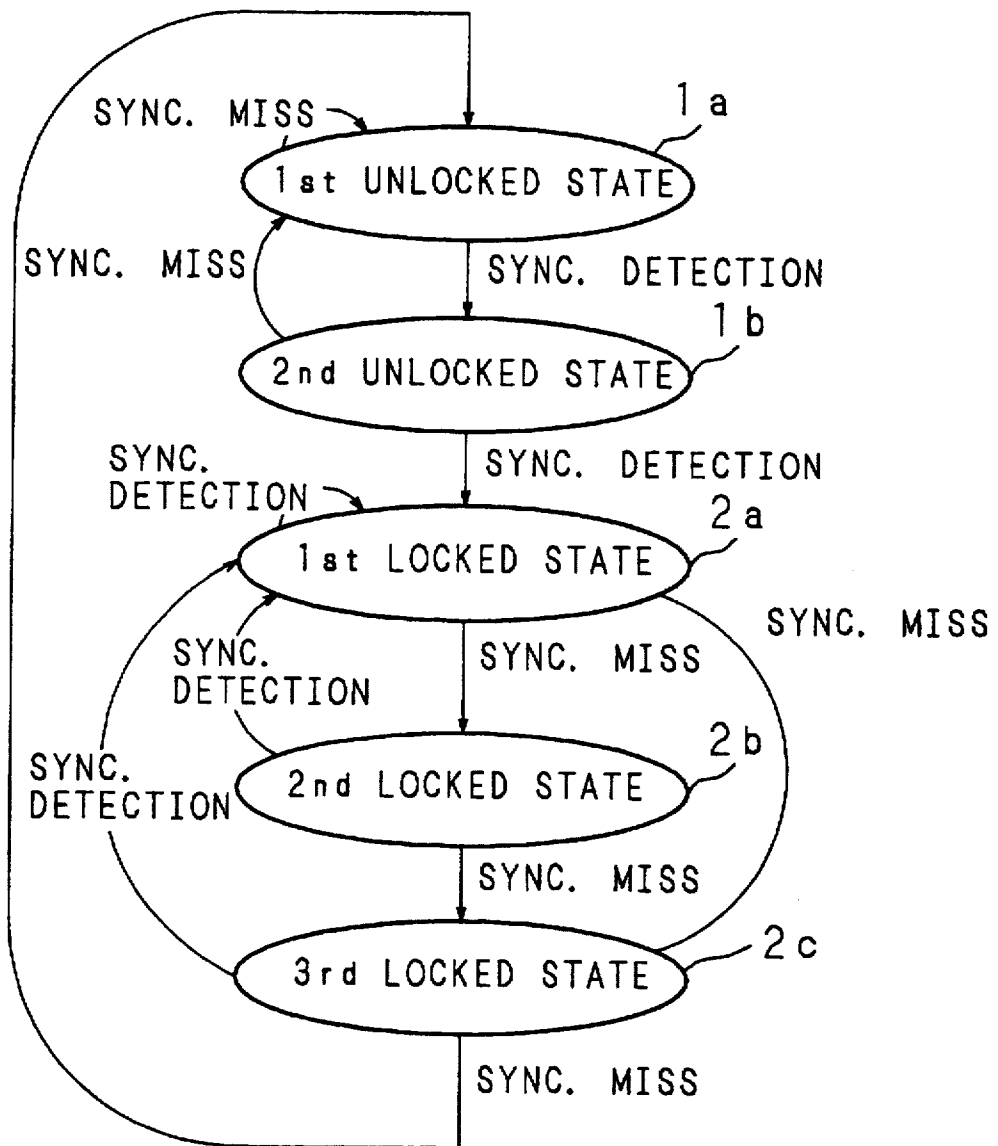 1a
SYNC. MISS
1st UNLOCKED STATE
SYNC. MISS
SYNC. DETECTION
1b
2nd UNLOCKED STATE
SYNC.
DETECTION
SYNC. DETECTION
2a
1st LOCKED STATE
SYNC. MISS
SYNC.
DETECTION
SYNC. MISS
2b
SYNC.
DETECTION
2nd LOCKED STATE
SYNC. MISS
2c
3rd LOCKED STATE
SYNC. MISS